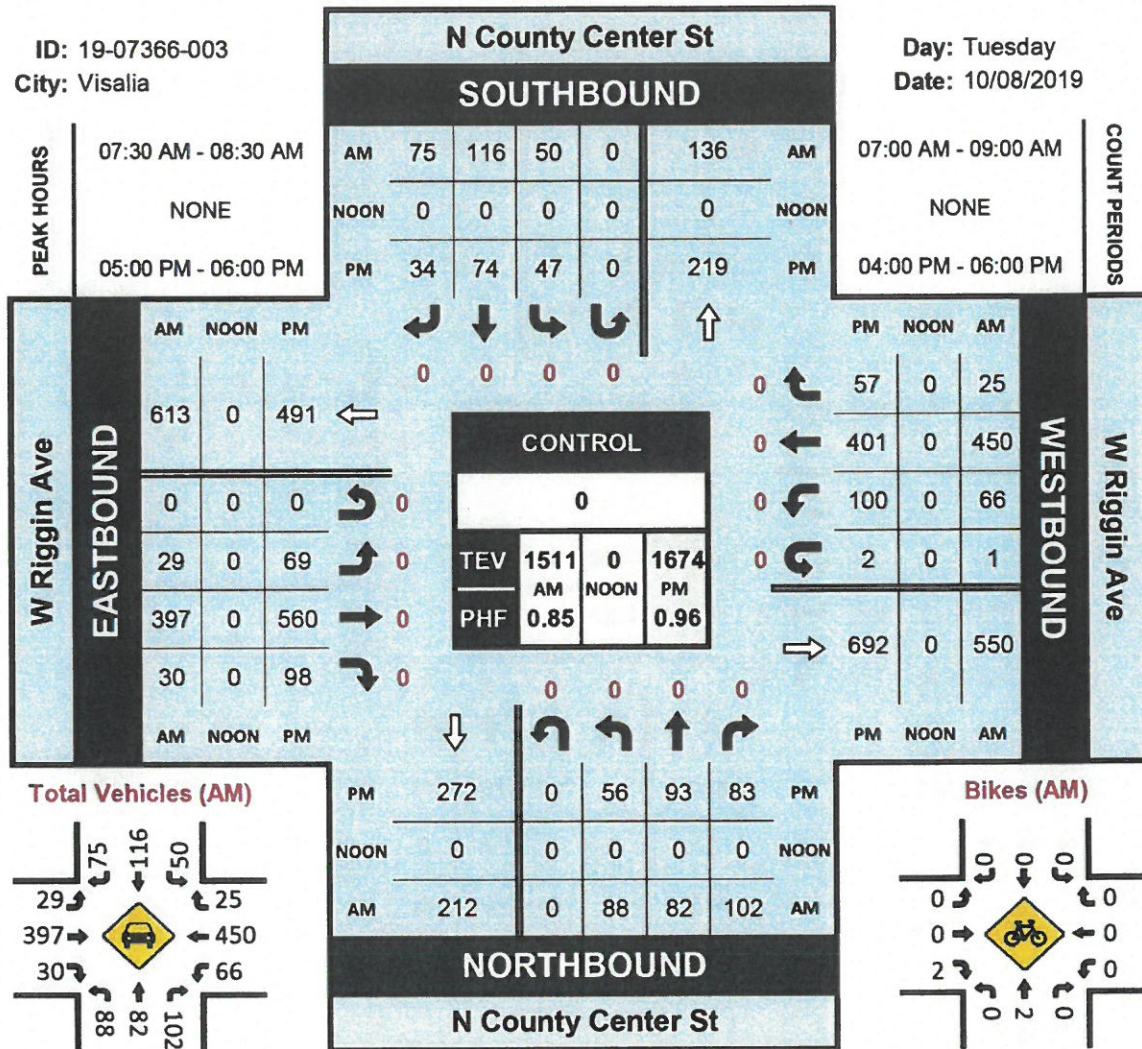 N County Center St
ID: 19-07366-003
City: Visalia
Day: Tuesday
Date: 10/08/2019
SOUTHBOUND
PEAK HOURS
07:30 AM - 08:30 AM
NONE
05:00 PM - 06:00 PM
AM 75 116 50 0 136 AM
NOON 0 0 0 0 0 NOON
PM 34 74 47 0 219 PM
07:00 AM - 09:00 AM
NONE
04:00 PM - 06:00 PM
COUNT PERIODS
0 0 0 0
W Riggin Ave
EASTBOUND
AM NOON PM
613 0 491
0 0 0 0
29 0 69 0
397 0 560 0
30 0 98 0
AM NOON PM
CONTROL
0
TEV 1511 0 1674
AM NOON PM
PHF 0.85 0.96
PM NOON AM
0 57 0 25
0 401 0 450
0 100 0 66
0 2 0 1
692 0 550
PM NOON AM
WESTBOUND
W Riggin Ave
0 0 0 0
PM 272 0 56 93 83 PM
NOON 0 0 0 0 0 NOON
AM 212 0 88 82 102 AM
NORTHBOUND
N County Center St
Total Vehicles (AM)
75 116 50
29 25
397 450
30 66
88 82 102
Bikes (AM)
0 0 0
0 0
0 0
2 0
0 2 0